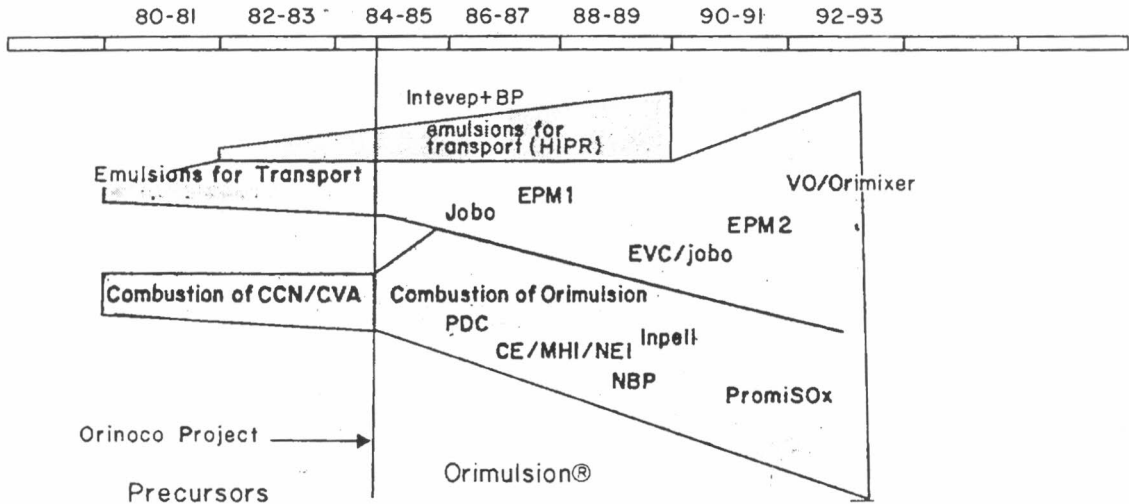 80-81 82-83 84-85 86-87 88-89 90-91 92-93
Intevep+BP
emulsions for
transport (HIPR)
Emulsions for Transport
VO/Orimixer
EPM1
Jobo
EPM2
EVC/jobo
Combustion of CCN/CVA
Combustion of Orimulsion
PDC
Inpell
CE/MHI/NEI
NBP
PromiSOx
Orinoco Project
Orimulsion®
Precursors